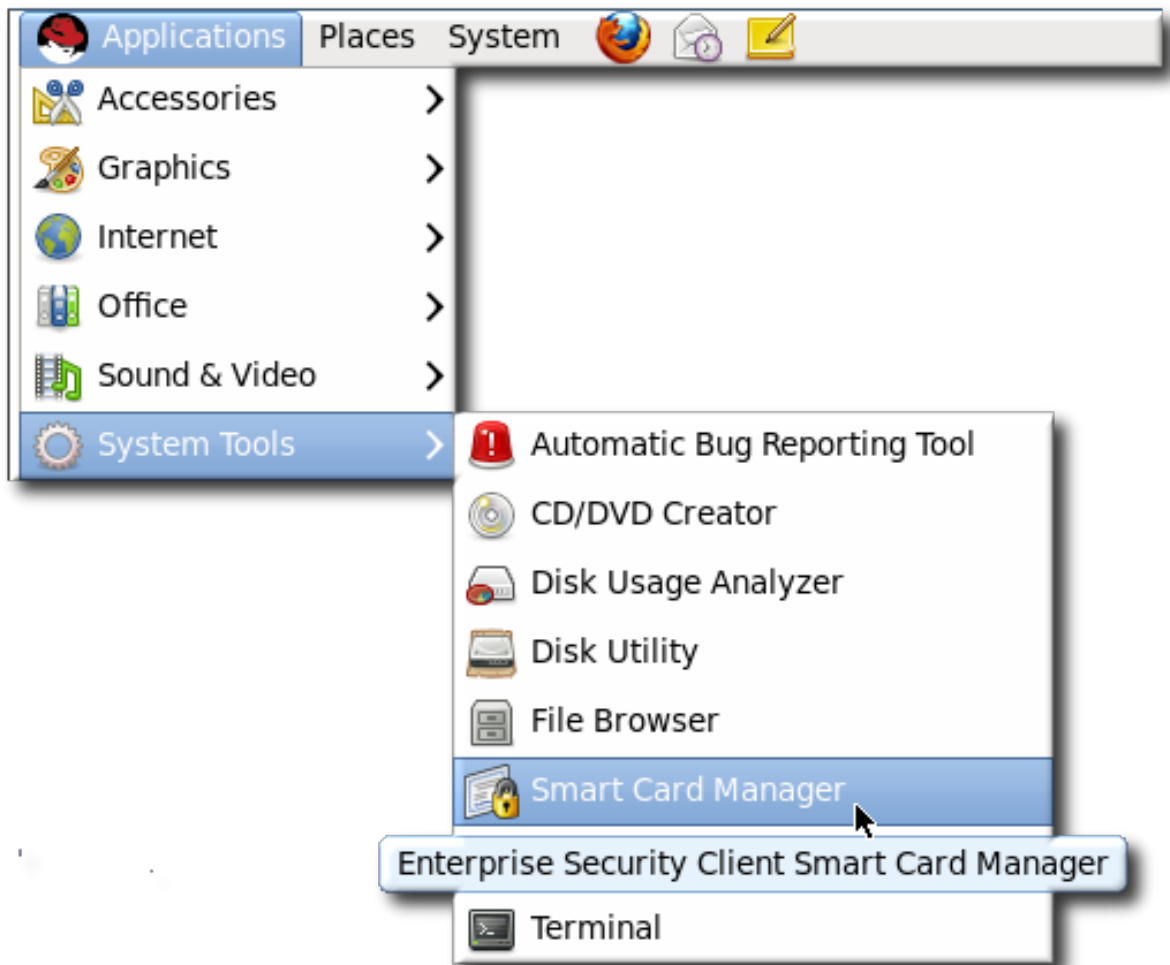 Applications Places System
Accessories
Graphics
Internet
Office
Sound & Video
System Tools
Automatic Bug Reporting Tool
CD/DVD Creator
Disk Usage Analyzer
Disk Utility
File Browser
Smart Card Manager
Enterprise Security Client Smart Card Manager
Terminal